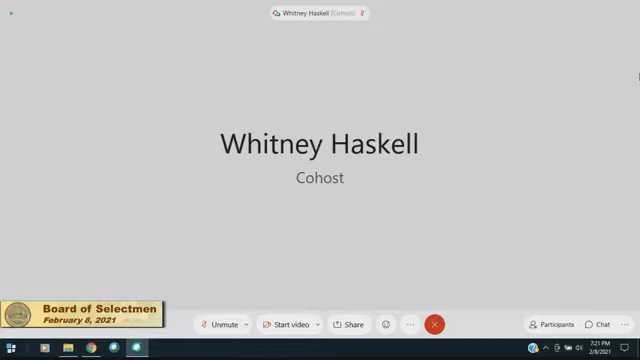 Whitney Haskell (Cohost)
Whitney Haskell
Cohost
Board of Selectmen
February 8, 2021
Unmute
Start video
Share
Participants
Chat
7:21 PM
2/8/2021